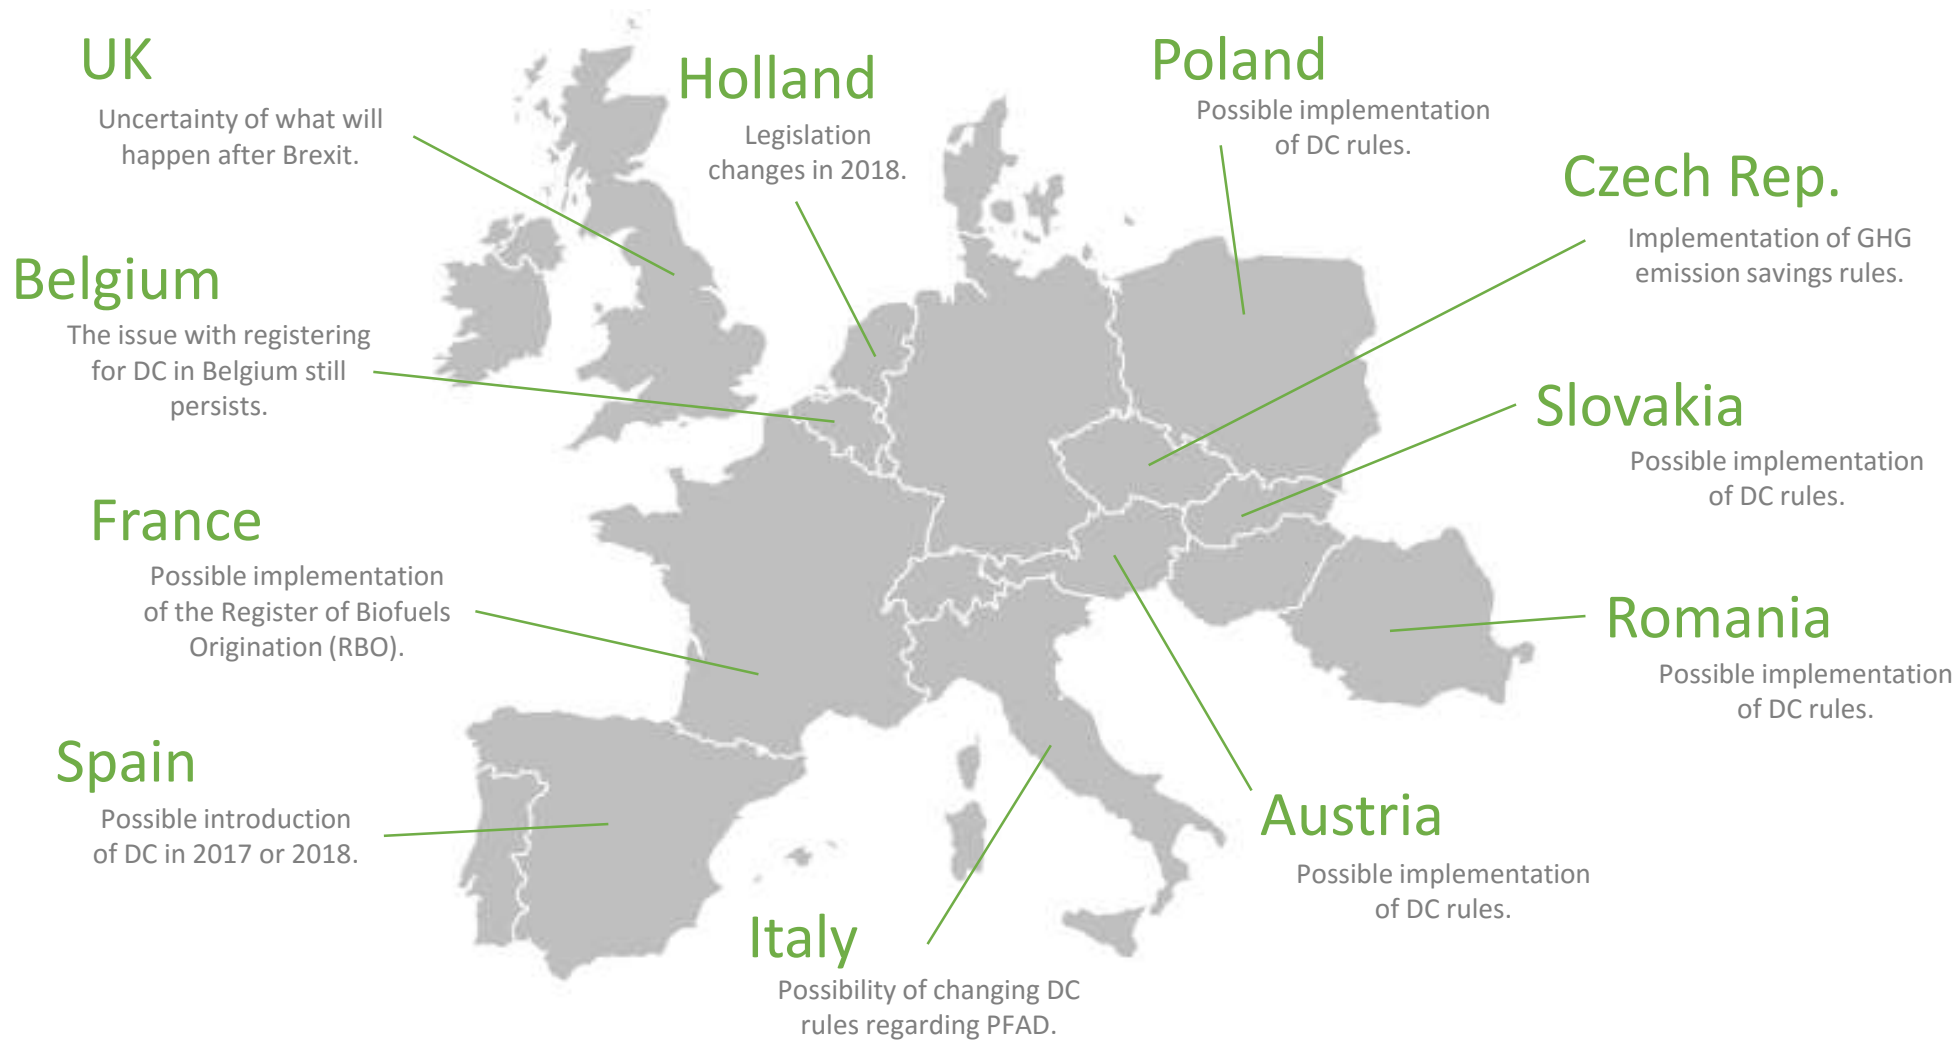 UK
Uncertainty of what will
happen after Brexit.
Holland
Legislation
changes in 2018.
Poland
Possible implementation
of DC rules.
Czech Rep.
Implementation of GHG
emission savings rules.
Belgium
The issue with registering
for DC in Belgium still
persists.
Slovakia
Possible implementation
of DC rules.
France
Possible implementation
of the Register of Biofuels
Origination (RBO).
Romania
Possible implementation
of DC rules.
Spain
Possible introduction
of DC in 2017 or 2018.
Austria
Possible implementation
of DC rules.
Italy
Possibility of changing DC
rules regarding PFAD.